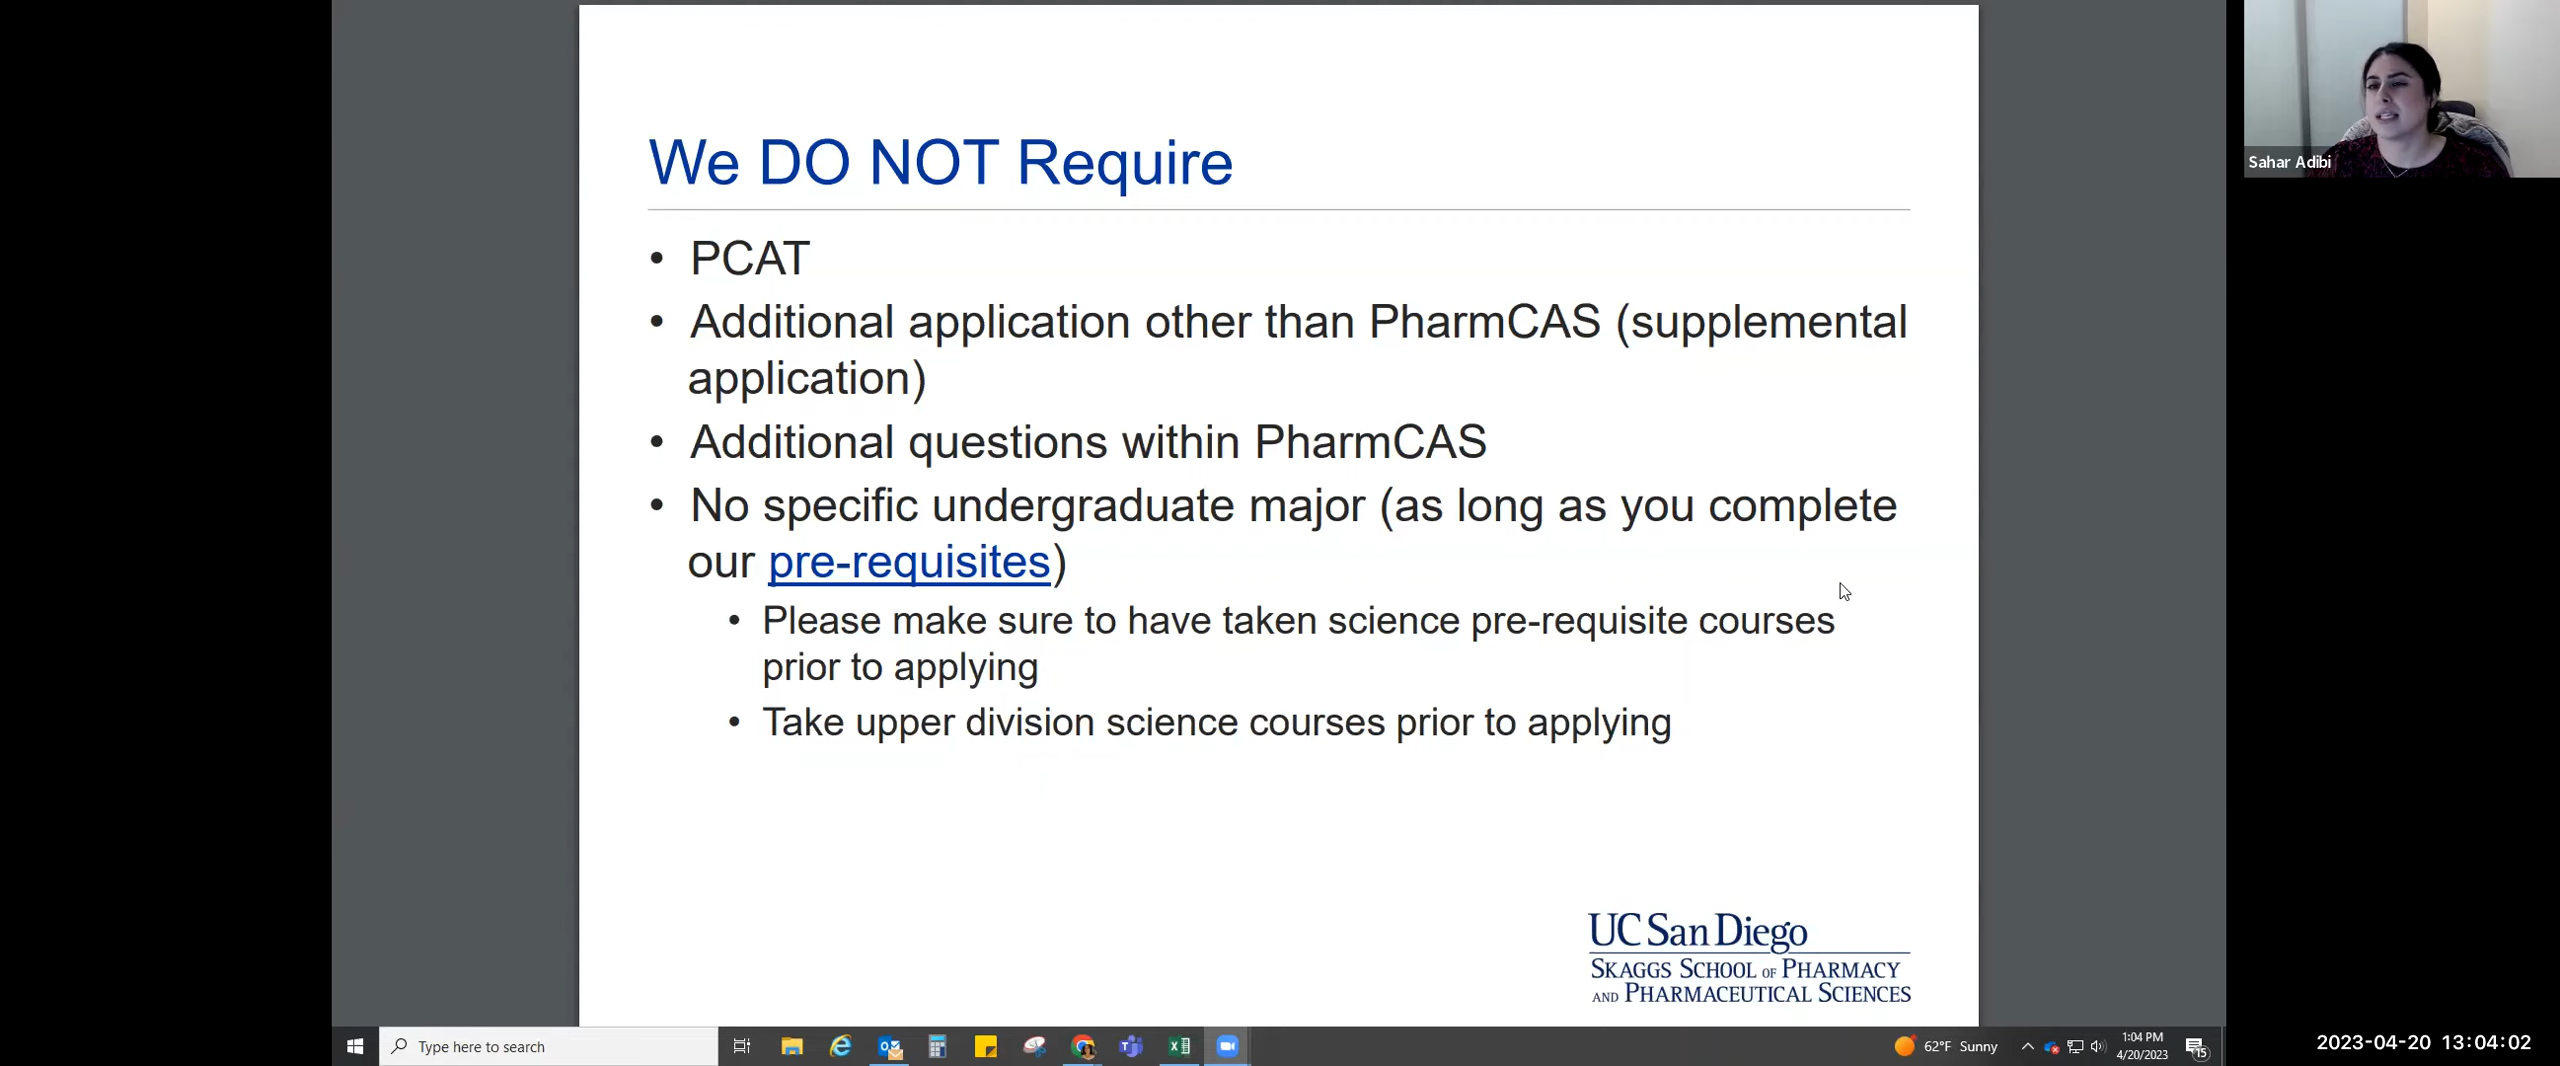 We DO NOT Require
• PCAT
• Additional application other than PharmCAS (supplemental
application)
• Additional questions within PharmCAS
• No specific undergraduate major (as long as you complete
our pre-requisites)
• Please make sure to have taken science pre-requisite courses
prior to applying
• Take upper division science courses prior to applying
UC San Diego
SKAGGS SCHOOL OF PHARMACY
AND PHARMACEUTICAL SCIENCES
Sahar Adibi
Type here to search
62°F Sunny
1:04 PM
4/20/2023
15
2023-04-20 13:04:02